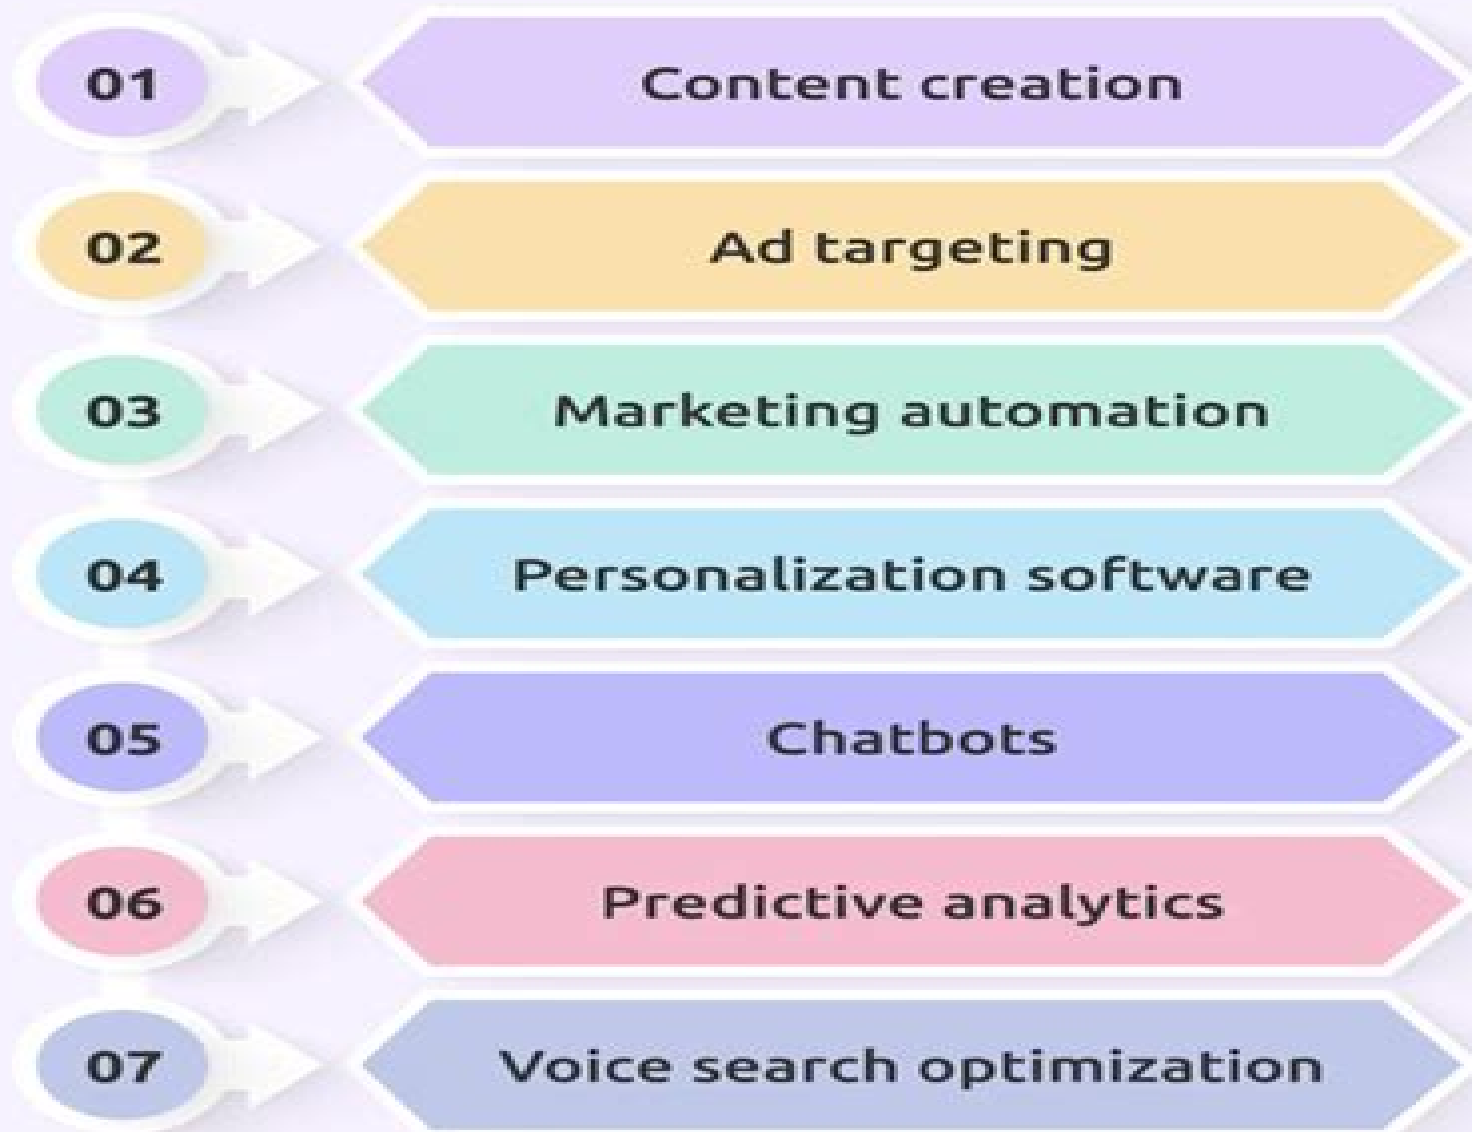 01 Content creation
02 Ad targeting
03 Marketing automation
04 Personalization software
05 Chatbots
06 Predictive analytics
07 Voice search optimization